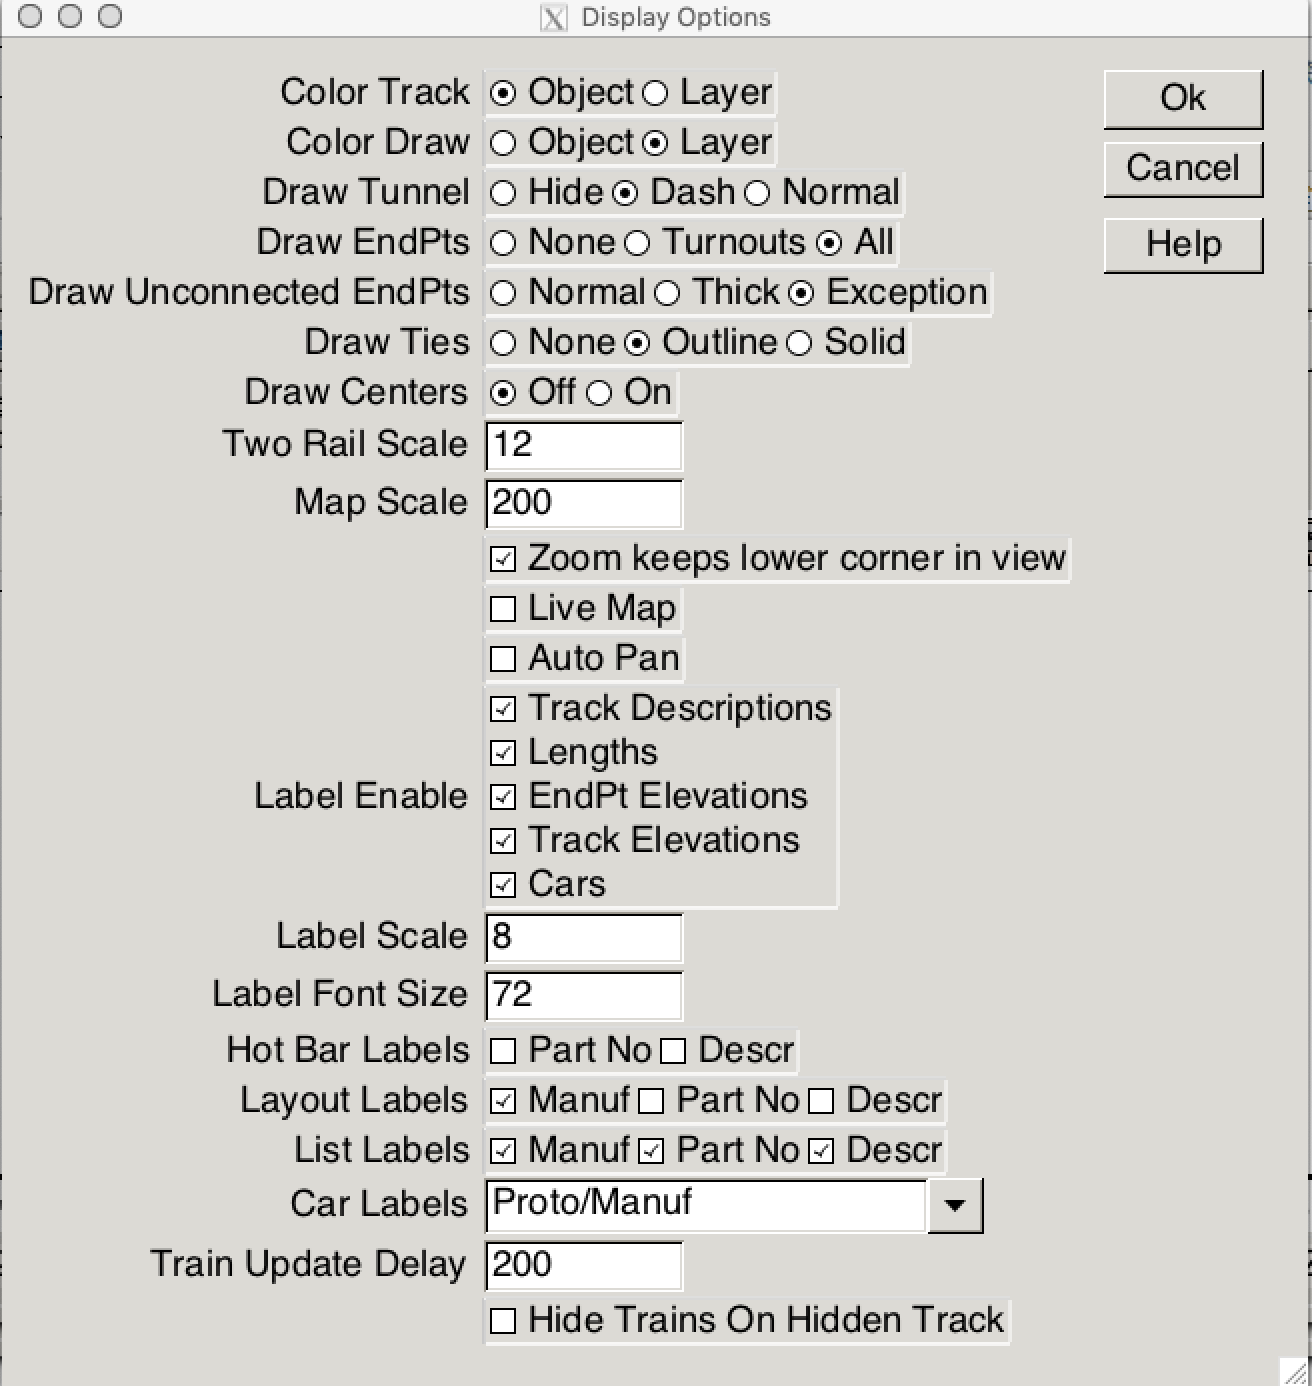 Display Options
Color Track Object Layer
Ok
Color Draw Object Layer
Cancel
Draw Tunnel Hide Dash Normal
Draw EndPts None Turnouts All
Help
Draw Unconnected EndPts Normal Thick Exception
Draw Ties None Outline Solid
Draw Centers Off On
Two Rail Scale 12
Map Scale 200
Zoom keeps lower corner in view
Live Map
Auto Pan
Track Descriptions
Lengths
Label Enable EndPt Elevations
Track Elevations
Cars
Label Scale 8
Label Font Size 72
Hot Bar Labels Part No Descr
Layout Labels Manuf Part No Descr
List Labels Manuf Part No Descr
Car Labels Proto/Manuf
Train Update Delay 200
Hide Trains On Hidden Track